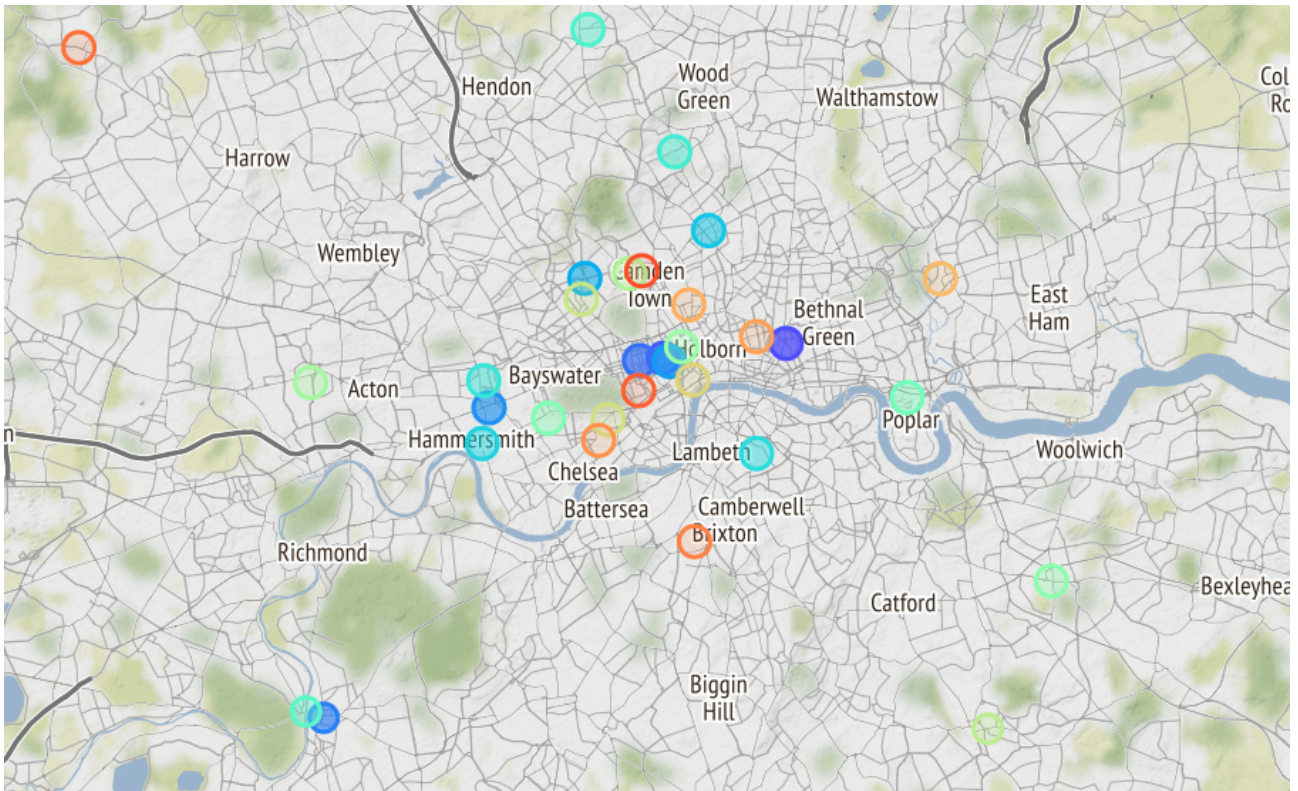 Wood
Green
Hendon
Walthamstow
Harrow
Wembley
Camden
Town
East
Ham
Bethnal
Green
Holborn
Bayswater
Acton
Poplar
Hammersmith
Lambeth
Woolwich
Chelsea
Battersea
Camberwell
Brixton
Richmond
Catford
Bexleyhea
Biggin
Hill
Col
Ro
n